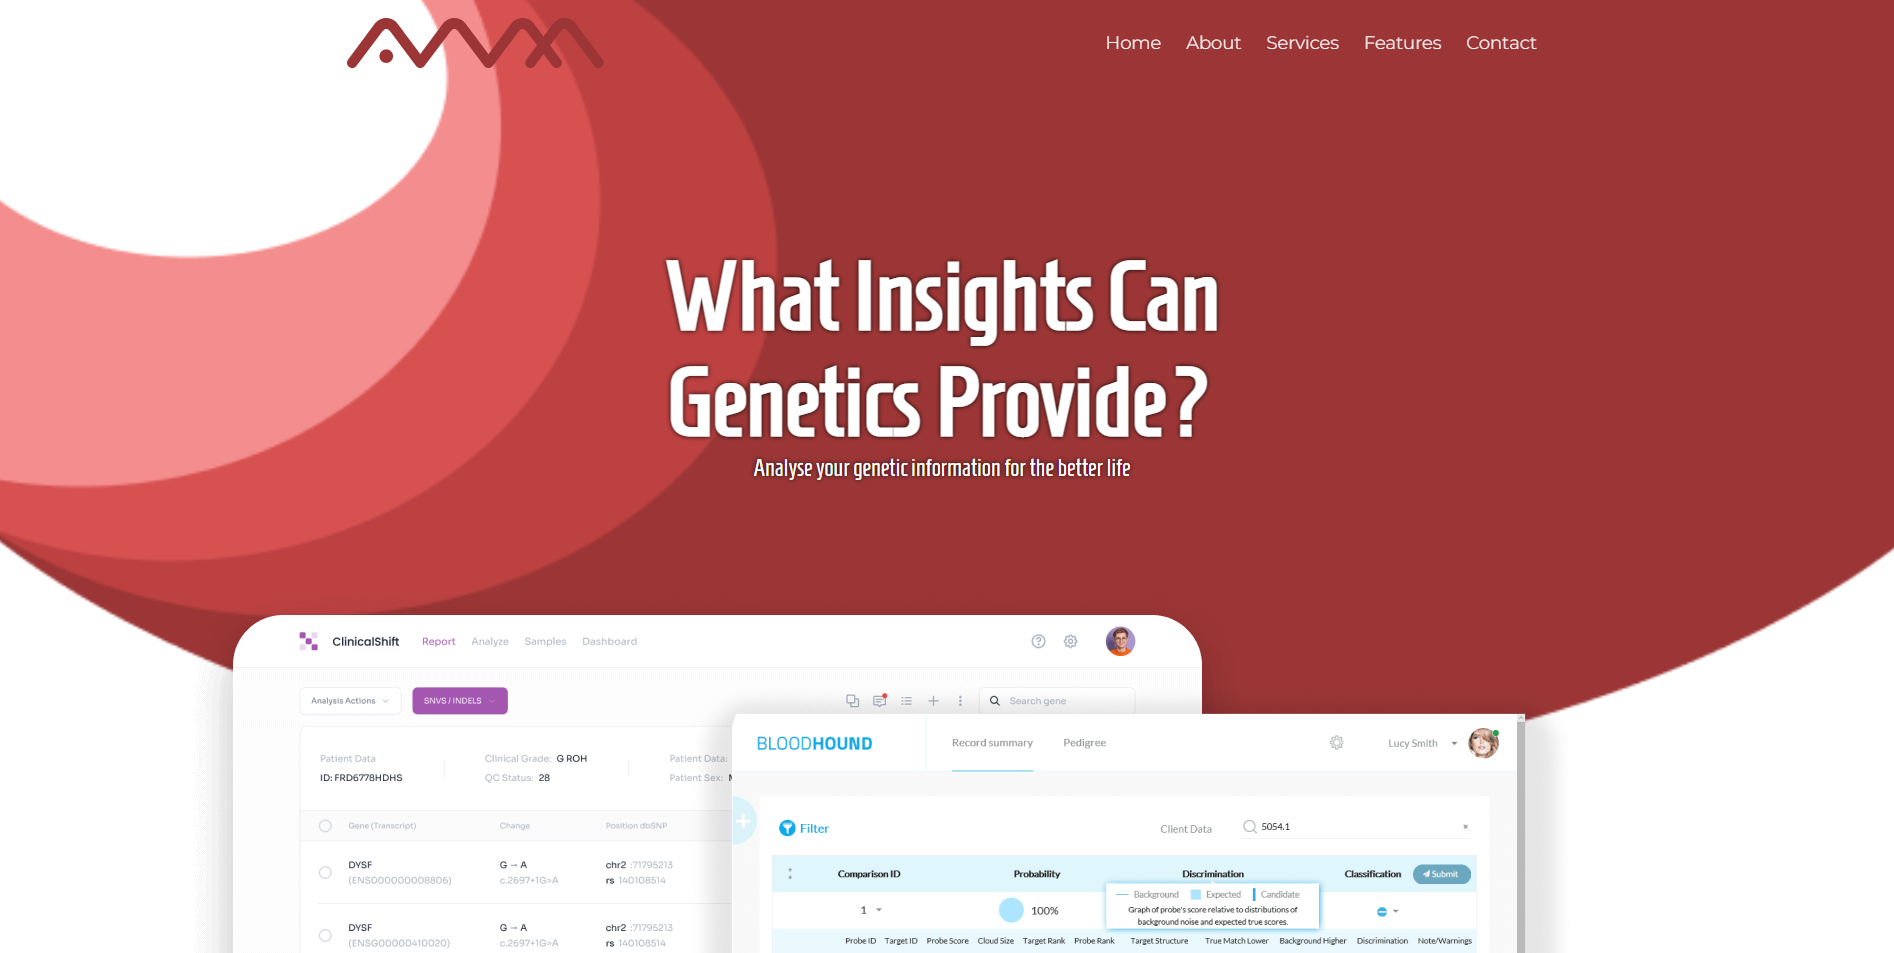 Home About Services Features Contact
What Insights Can
Genetics Provide?
Analyse your genetic information for the better life
ClinicalShift Report Analyze Samples Dashboard
Analysis Actions SNVS / INDELS Search gene
Patient Data Clinical Grade: G ROH Patient Data:
ID: FRD6778HDHS QC Status: 28 Patient Sex:
Gene (Transcript) Change Position dbSNP
DYSF G → A chr2 :71795213
(ENS000000008806) c.2697+1G>A rs 140108514
DYSF G → A chr2 :71795213
(ENSG00000410020) c.2697+1G>A rs 140108514
BLOODHOUND Record summary Pedigree Lucy Smith
Filter Client Data 5054.1 ×
Comparison ID Probability Discrimination Classification Submit
Background Expected Candidate
1 100% Graph of probe's score relative to distributions of
background noise and expected true scores.
Probe ID Target ID Probe Score Cloud Size Target Rank Probe Rank Target Structure True Match Lower Background Higher Discrimination Note/Warnings